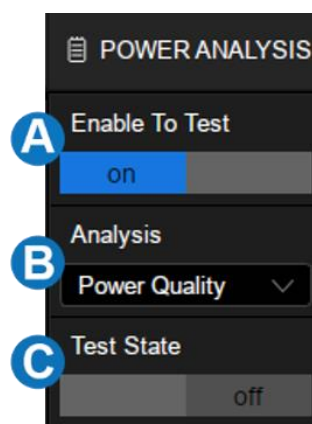 POWER ANALYSIS
A
Enable To Test
on
B
Analysis
Power Quality
C
Test State
off